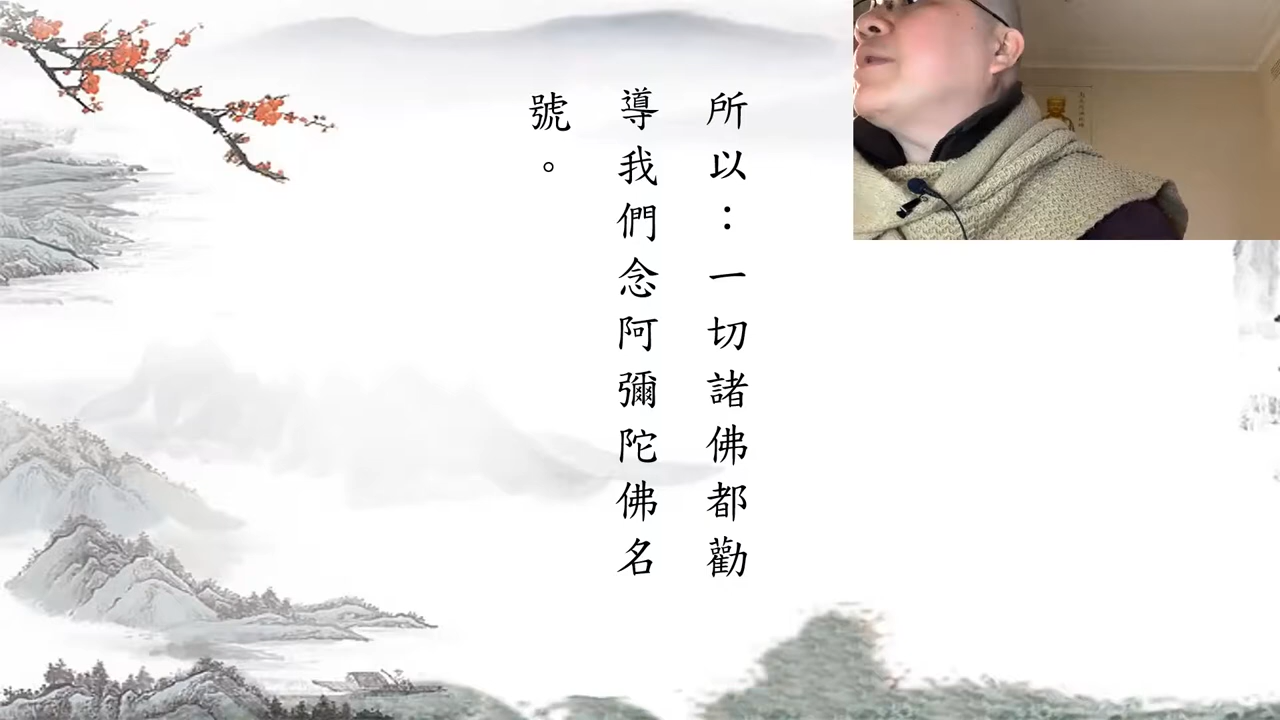 所以：一切諸佛都勸
導我們念阿彌陀佛名
號。